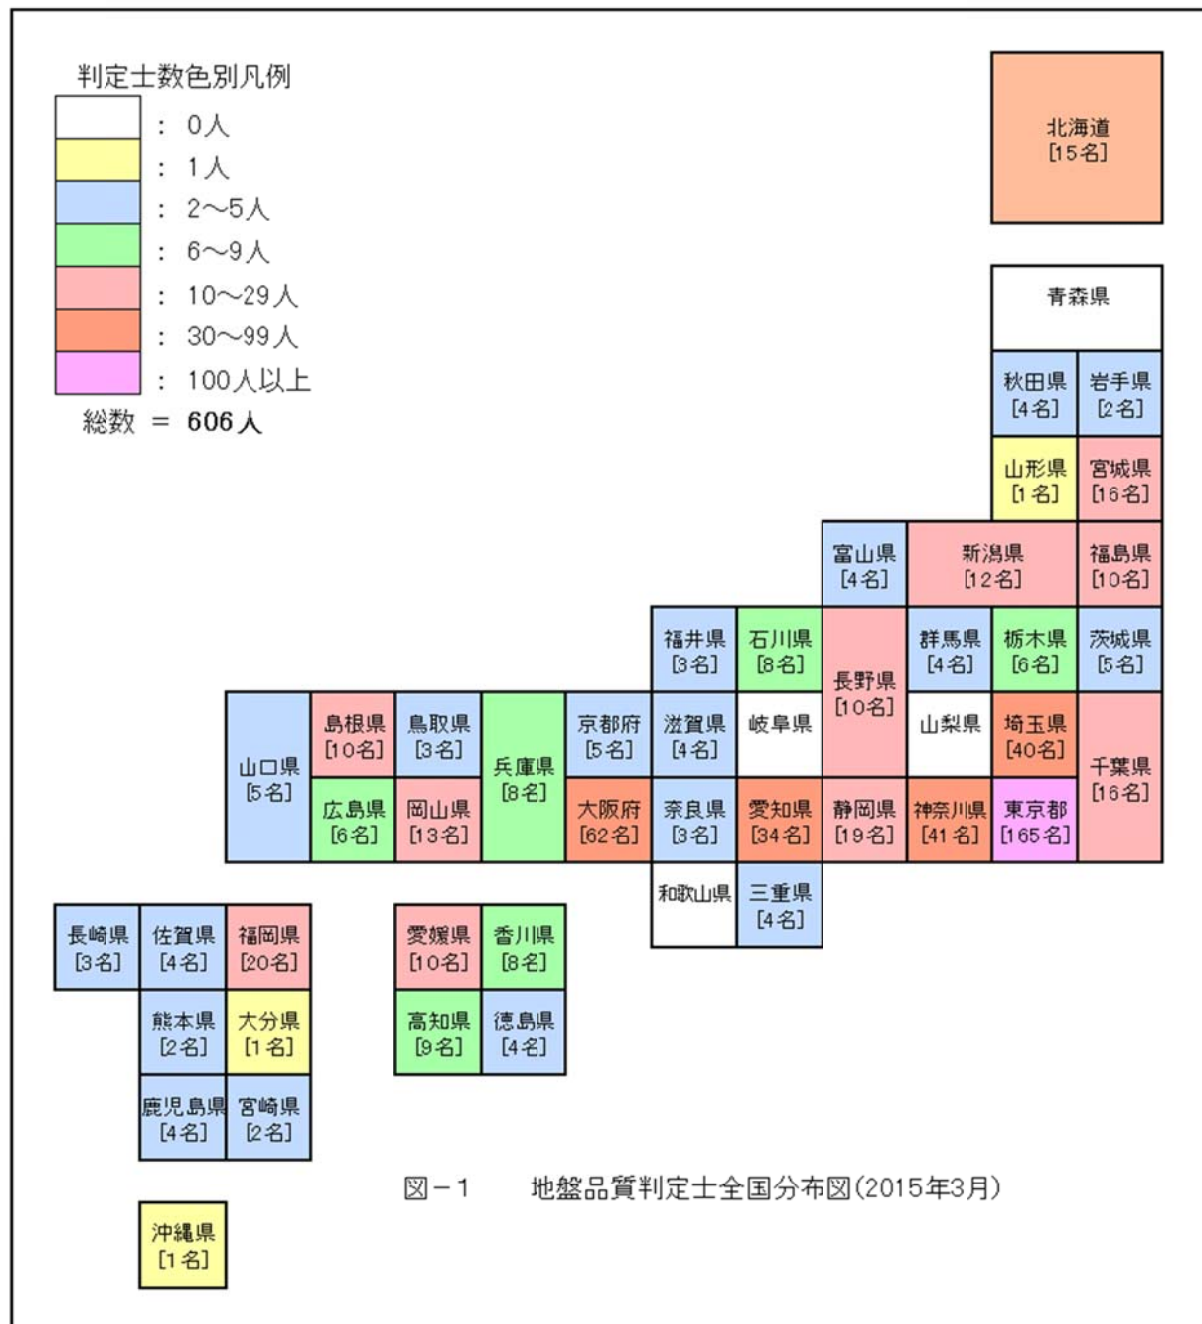 判定士数色別凡例
: 0人
: 1人
: 2～5人
: 6～9人
: 10～29人
: 30～99人
: 100人以上
総数 = 606人
北海道
[15名]
青森県
秋田県 岩手県
[4名] [2名]
山形県 宮城県
[1名] [16名]
富山県 新潟県 福島県
[4名] [12名] [10名]
福井県 石川県 群馬県 栃木県 茨城県
[3名] [8名] [4名] [6名] [5名]
長野県
[10名]
島根県 鳥取県 京都府 滋賀県 岐阜県 山梨県 埼玉県
[10名] [3名] [5名] [4名] [40名]
山口県 兵庫県 千葉県
[5名] [8名] [16名]
広島県 岡山県 大阪府 奈良県 愛知県 静岡県 神奈川県 東京都
[6名] [13名] [62名] [3名] [34名] [19名] [41名] [165名]
和歌山県 三重県
[4名]
長崎県 佐賀県 福岡県 愛媛県 香川県
[3名] [4名] [20名] [10名] [8名]
熊本県 大分県 高知県 徳島県
[2名] [1名] [9名] [4名]
鹿児島県 宮崎県
[4名] [2名]
図－1 地盤品質判定士全国分布図(2015年3月)
沖縄県
[1名]